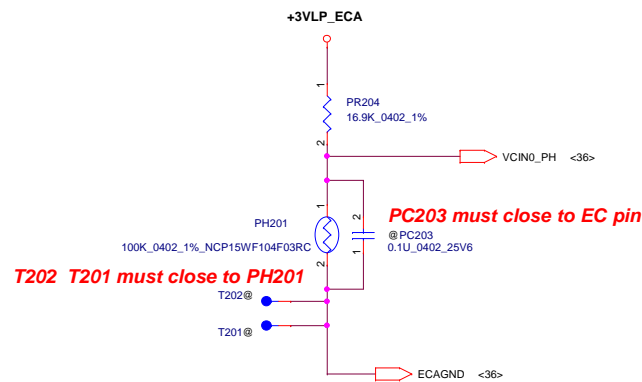 +3VLP_ECA
1
PR204
16.9K_0402_1%
2
VCIN0_PH <36>
1
PH201
100K_0402_1%_NCP15WF104F03RC
2
2
PC203 must close to EC pin
@PC203
0.1U_0402_25V6
1
T202 T201 must close to PH201
T202@
T201@
ECAGND <36>